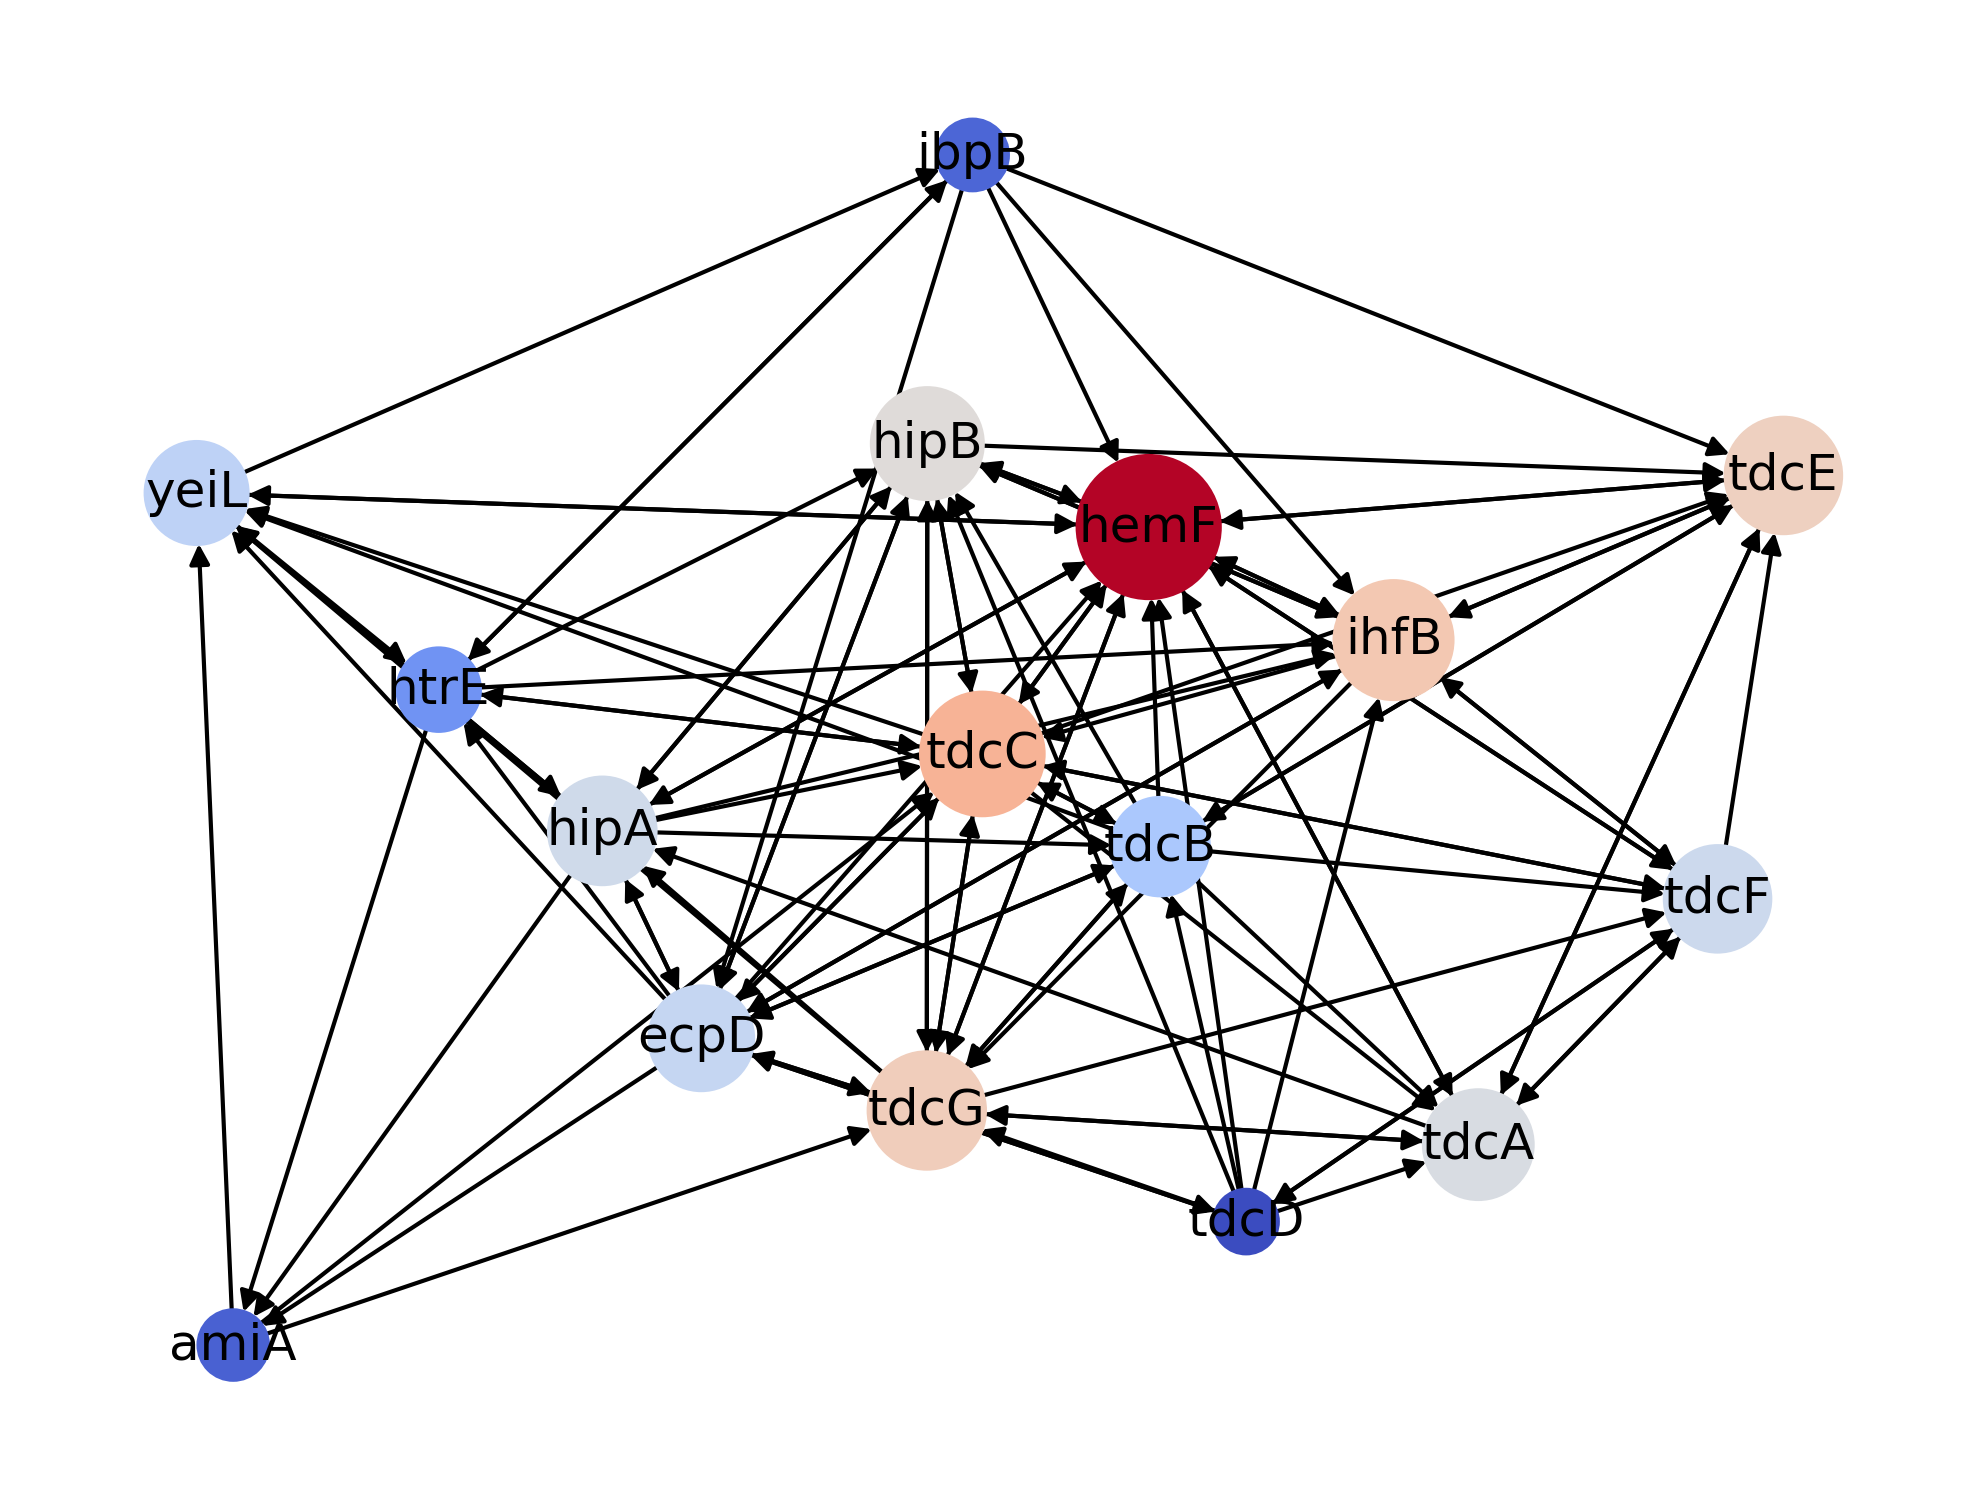 ibpB
hipB
tdcE
yeiL
hemF
ihfB
htrE
tdcC
hipA
tdcB
tdcF
ecpD
tdcG
tdcA
tdcD
amiA